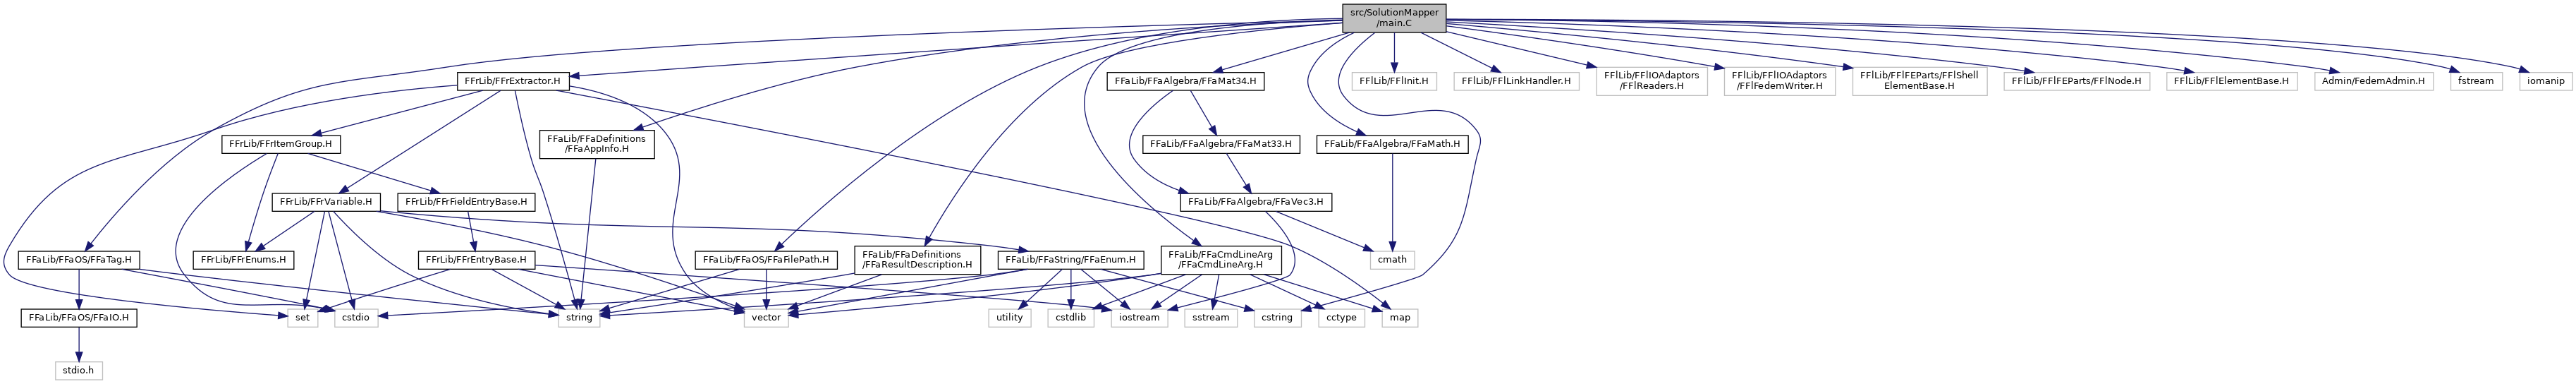 src/SolutionMapper
/main.C
FFrLib/FFrExtractor.H
FFaLib/FFaAlgebra/FFaMat34.H
FFlLib/FFlInit.H
FFlLib/FFlLinkHandler.H
FFlLib/FFlIOAdaptors
/FFlReaders.H
FFlLib/FFlIOAdaptors
/FFlFedemWriter.H
FFlLib/FFlFEParts/FFlShell
ElementBase.H
FFlLib/FFlFEParts/FFlNode.H
FFlLib/FFlElementBase.H
Admin/FedemAdmin.H
fstream
iomanip
FFrLib/FFrItemGroup.H
FFaLib/FFaDefinitions
/FFaAppInfo.H
FFaLib/FFaAlgebra/FFaMat33.H
FFaLib/FFaAlgebra/FFaMath.H
FFrLib/FFrVariable.H
FFrLib/FFrFieldEntryBase.H
FFaLib/FFaAlgebra/FFaVec3.H
FFaLib/FFaOS/FFaTag.H
FFrLib/FFrEnums.H
FFrLib/FFrEntryBase.H
FFaLib/FFaOS/FFaFilePath.H
FFaLib/FFaDefinitions
/FFaResultDescription.H
FFaLib/FFaString/FFaEnum.H
FFaLib/FFaCmdLineArg
/FFaCmdLineArg.H
cmath
FFaLib/FFaOS/FFaIO.H
set
cstdio
string
vector
utility
cstdlib
iostream
sstream
cstring
cctype
map
stdio.h